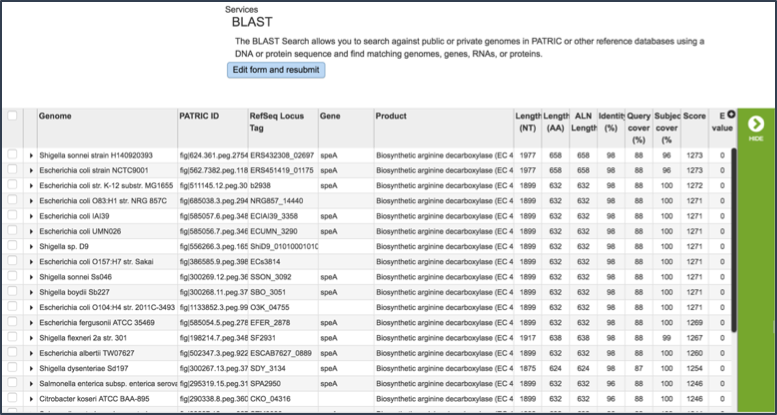 Services
BLAST
The BLAST Search allows you to search against public or private genomes in PATRIC or other reference databases using a
DNA or protein sequence and find matching genomes, genes, RNAs, or proteins.
Edit form and resubmit
Genome PATRIC ID RefSeq Locus Tag Gene Product Length (NT) Length (AA) ALN Length Identit (%) Query cover (%) Subjec cover (% Score E value
HIDE
Shigella sonnei strain H140920393 fig|624.361.peg.2754 ERS432308_02697 speA Biosynthetic arginine decarboxylase (EC 4 1977 658 658 98 88 96 1273 0
Escherichia coli strain NCTC9001 fig|562.7382.peg.118 ERS451419_01175 speA Biosynthetic arginine decarboxylase (EC 4 1977 658 658 98 88 96 1273 0
Escherichia coli str. K-12 substr. MG1655 fig|511145.12.peg.30 b2938 speA Biosynthetic arginine decarboxylase (EC 4 1899 632 632 98 88 100 1272 0
Escherichia coli O83:H1 str. NRG 857C fig|685038.3.peg.294 NRG857_14440 Biosynthetic arginine decarboxylase (EC 4 1899 632 632 98 88 100 1271 0
Escherichia coli IAI39 fig|585057.6.peg.348 ECIAI39_3358 speA Biosynthetic arginine decarboxylase (EC 4 1899 632 632 98 88 100 1271 0
Escherichia coli UMN026 fig|585056.7.peg.346 ECUMN_3290 speA Biosynthetic arginine decarboxylase (EC 4 1899 632 632 98 88 100 1271 0
Shigella sp. D9 fig|556266.3.peg.165 ShiD9_01010001010 Biosynthetic arginine decarboxylase (EC 4 1899 632 632 98 88 100 1271 0
Escherichia coli O157:H7 str. Sakai fig|386585.9.peg.398 ECs3814 Biosynthetic arginine decarboxylase (EC 4 1899 632 632 98 88 100 1271 0
Shigella sonnei Ss046 fig|300269.12.peg.36 SSON_3092 speA Biosynthetic arginine decarboxylase (EC 4 1899 632 632 98 88 100 1271 0
Shigella boydii Sb227 fig|300268.11.peg.37 SBO_3051 speA Biosynthetic arginine decarboxylase (EC 4 1899 632 632 98 88 100 1271 0
Escherichia coli O104:H4 str. 2011C-3493 fig|1133852.3.peg.99 O3K_04755 Biosynthetic arginine decarboxylase (EC 4 1899 632 632 98 88 100 1271 0
Escherichia fergusonii ATCC 35469 fig|585054.5.peg.278 EFER_2878 speA Biosynthetic arginine decarboxylase (EC 4 1899 632 632 98 88 100 1269 0
Shigella flexneri 2a str. 301 fig|198214.7.peg.348 SF2931 speA Biosynthetic arginine decarboxylase (EC 4 1917 638 638 98 88 99 1267 0
Escherichia albertii TW07627 fig|502347.3.peg.922 ESCAB7627_0889 speA Biosynthetic arginine decarboxylase (EC 4 1899 632 632 98 88 100 1260 0
Shigella dysenteriae Sd197 fig|300267.13.peg.37 SDY_3134 speA Biosynthetic arginine decarboxylase (EC 4 1875 624 624 98 87 100 1254 0
Salmonella enterica subsp. enterica serova fig|295319.15.peg.31 SPA2950 speA Biosynthetic arginine decarboxylase (EC 4 1899 632 632 96 88 100 1246 0
Citrobacter koseri ATCC BAA-895 fig|290338.8.peg.360 CKO_04316 Biosynthetic arginine decarboxylase (EC 4 1899 632 632 96 88 100 1246 0